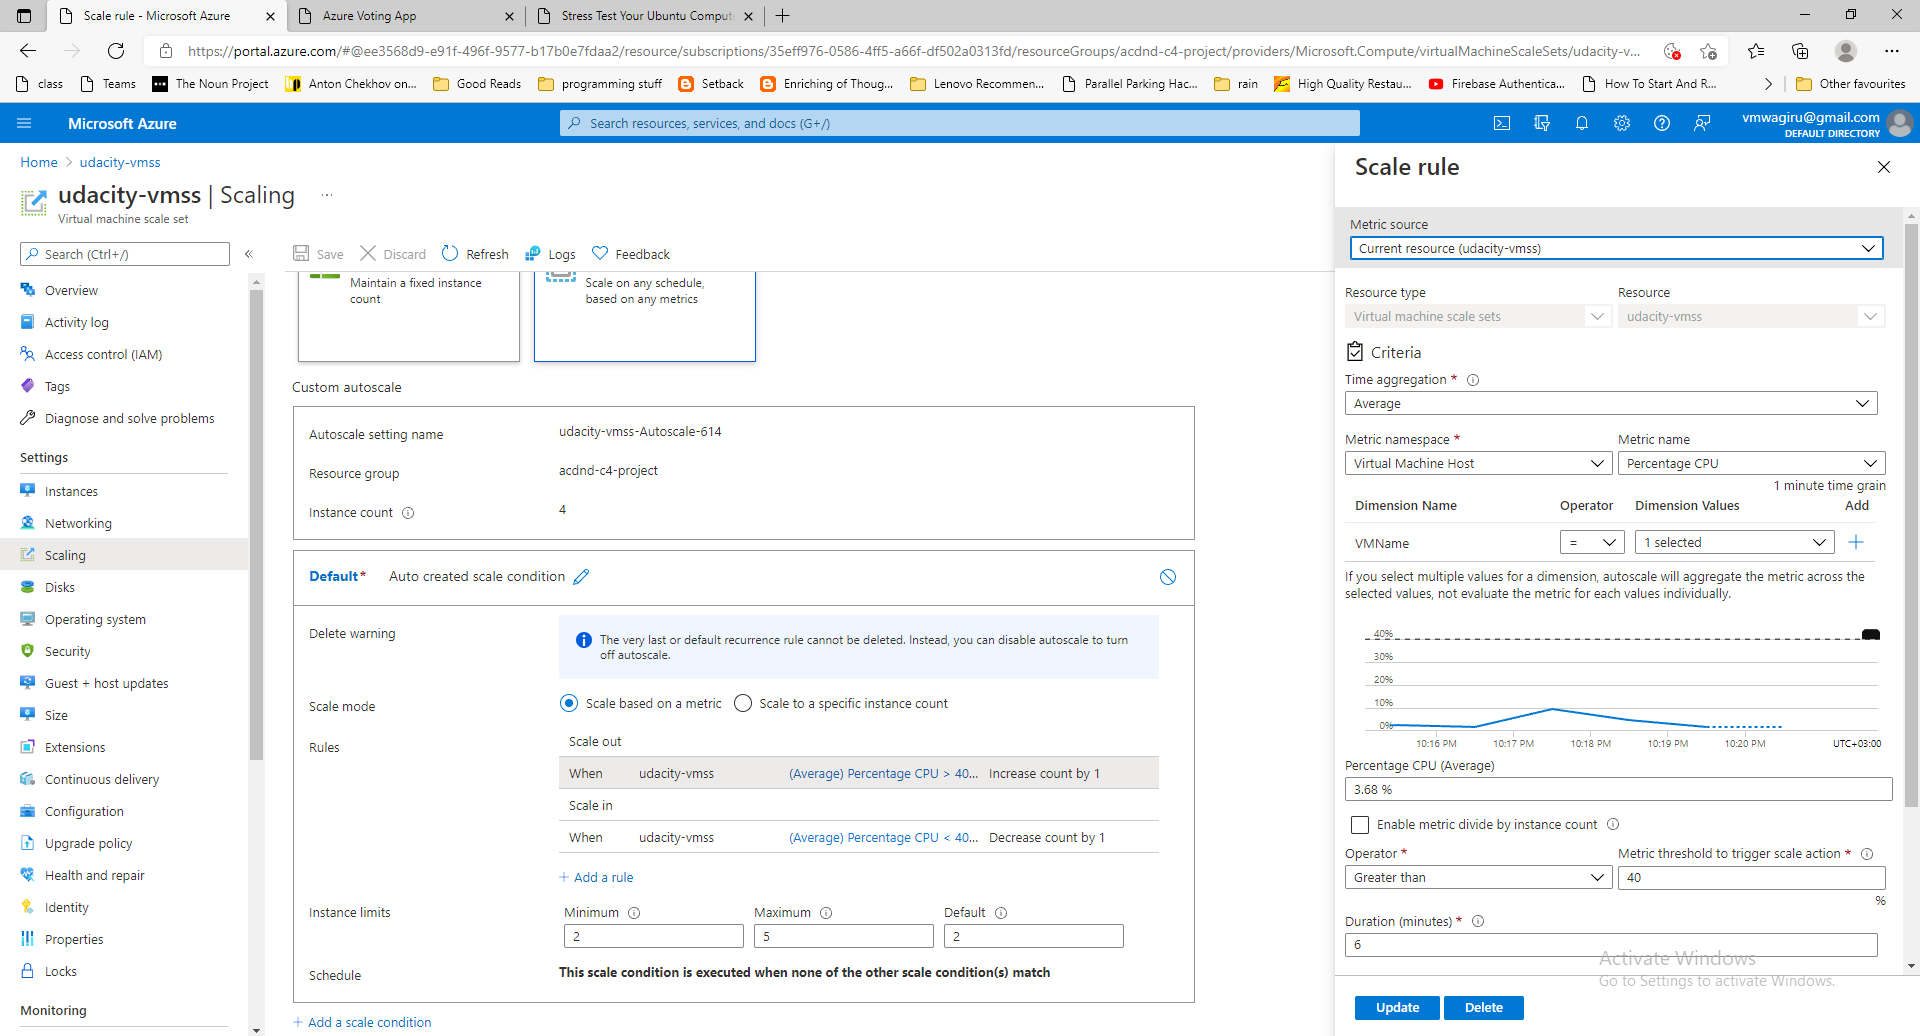 Scale rule - Microsoft Azure
Azure Voting App
Stress Test Your Ubuntu Comput
https://portal.azure.com/#@ee3568d9-e91f-496f-9577-b17b0e7fdaa2/resource/subscriptions/35eff976-0586-4ff5-a66f-df502a0313fd/resourceGroups/acdnd-c4-project/providers/Microsoft.Compute/virtualMachineScaleSets/udacity-v...
class
Teams
The Noun Project
Anton Chekhov on...
Good Reads
programming stuff
Setback
Enriching of Thoug...
Lenovo Recommen...
Parallel Parking Hac...
rain
High Quality Restau...
Firebase Authentica...
How To Start And R...
Other favourites
Microsoft Azure
Search resources, services, and docs (G+/)
vmwagiru@gmail.com
DEFAULT DIRECTORY
Home > udacity-vmss
udacity-vmss | Scaling ...
Virtual machine scale set
Search (Ctrl+/)
«
Overview
Activity log
Access control (IAM)
Tags
Diagnose and solve problems
Settings
Instances
Networking
Scaling
Disks
Operating system
Security
Guest + host updates
Size
Extensions
Continuous delivery
Configuration
Upgrade policy
Health and repair
Identity
Properties
Locks
Monitoring
Save
Discard
Refresh
Logs
Feedback
Maintain a fixed instance
count
Scale on any schedule,
based on any metrics
Custom autoscale
Autoscale setting name
udacity-vmss-Autoscale-614
Resource group
acdnd-c4-project
Instance count
4
Default* Auto created scale condition
Delete warning
The very last or default recurrence rule cannot be deleted. Instead, you can disable autoscale to turn
off autoscale.
Scale mode
Scale based on a metric
Scale to a specific instance count
Rules
Scale out
When udacity-vmss (Average) Percentage CPU > 40... Increase count by 1
Scale in
When udacity-vmss (Average) Percentage CPU < 40... Decrease count by 1
+ Add a rule
Instance limits
Minimum
2
Maximum
5
Default
2
Schedule
This scale condition is executed when none of the other scale condition(s) match
+ Add a scale condition
Scale rule
Metric source
Current resource (udacity-vmss)
Resource type
Virtual machine scale sets
Resource
udacity-vmss
Criteria
Time aggregation *
Average
Metric namespace *
Virtual Machine Host
Metric name
Percentage CPU
1 minute time grain
Dimension Name Operator Dimension Values Add
VMName = 1 selected
If you select multiple values for a dimension, autoscale will aggregate the metric across the
selected values, not evaluate the metric for each values individually.
40%
30%
20%
10%
0%
10:16 PM 10:17 PM 10:18 PM 10:19 PM 10:20 PM UTC+03:00
Percentage CPU (Average)
3.68 %
Enable metric divide by instance count
Operator *
Greater than
Metric threshold to trigger scale action *
40
%
Duration (minutes) *
6
Activate Windows
Go to Settings to activate Windows.
Update
Delete